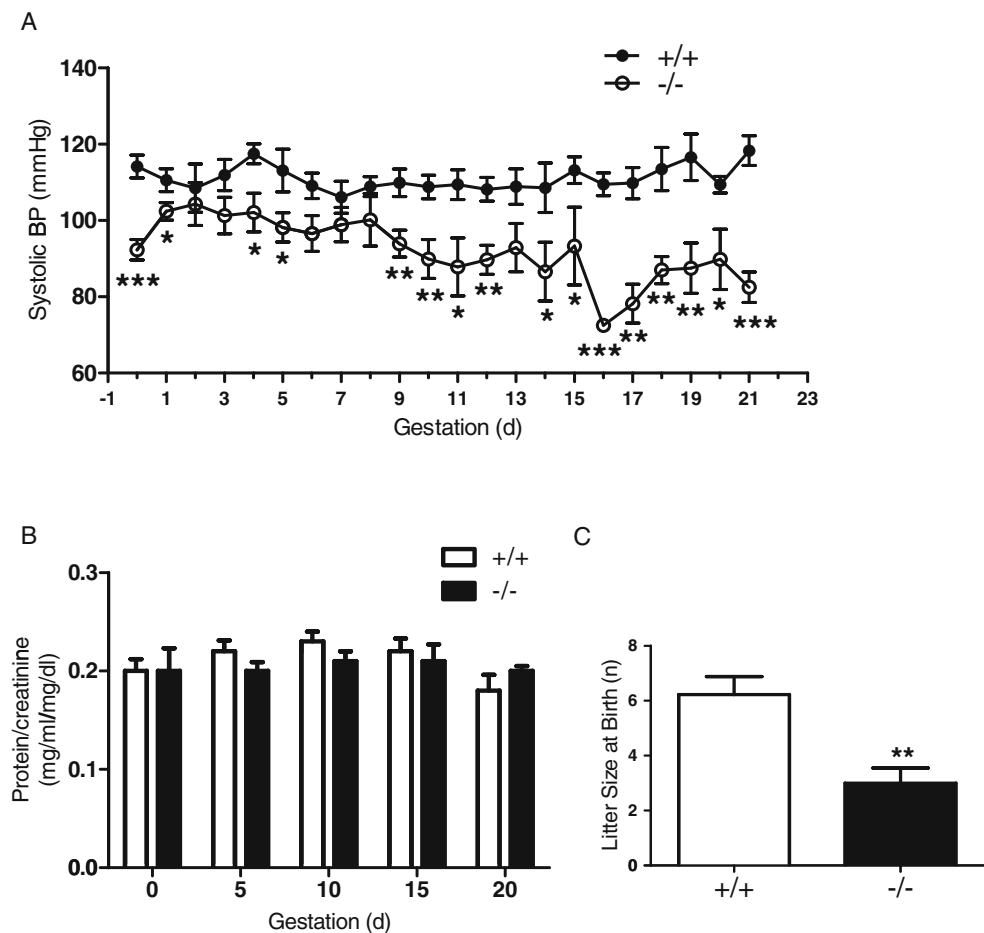 A
+/+
-/-
140
120
100
80
60
Systolic BP (mmHg)
*** * * * ** ** * ** * * *** ** ** ** * ***
-1 1 3 5 7 9 11 13 15 17 19 21 23
Gestation (d)
B
+/+
-/-
0.3
0.2
0.1
0.0
Protein/creatinine
(mg/ml/mg/dl)
0 5 10 15 20
Gestation (d)
C
8
6
4
2
0
Litter Size at Birth (n)
**
+/+ -/-